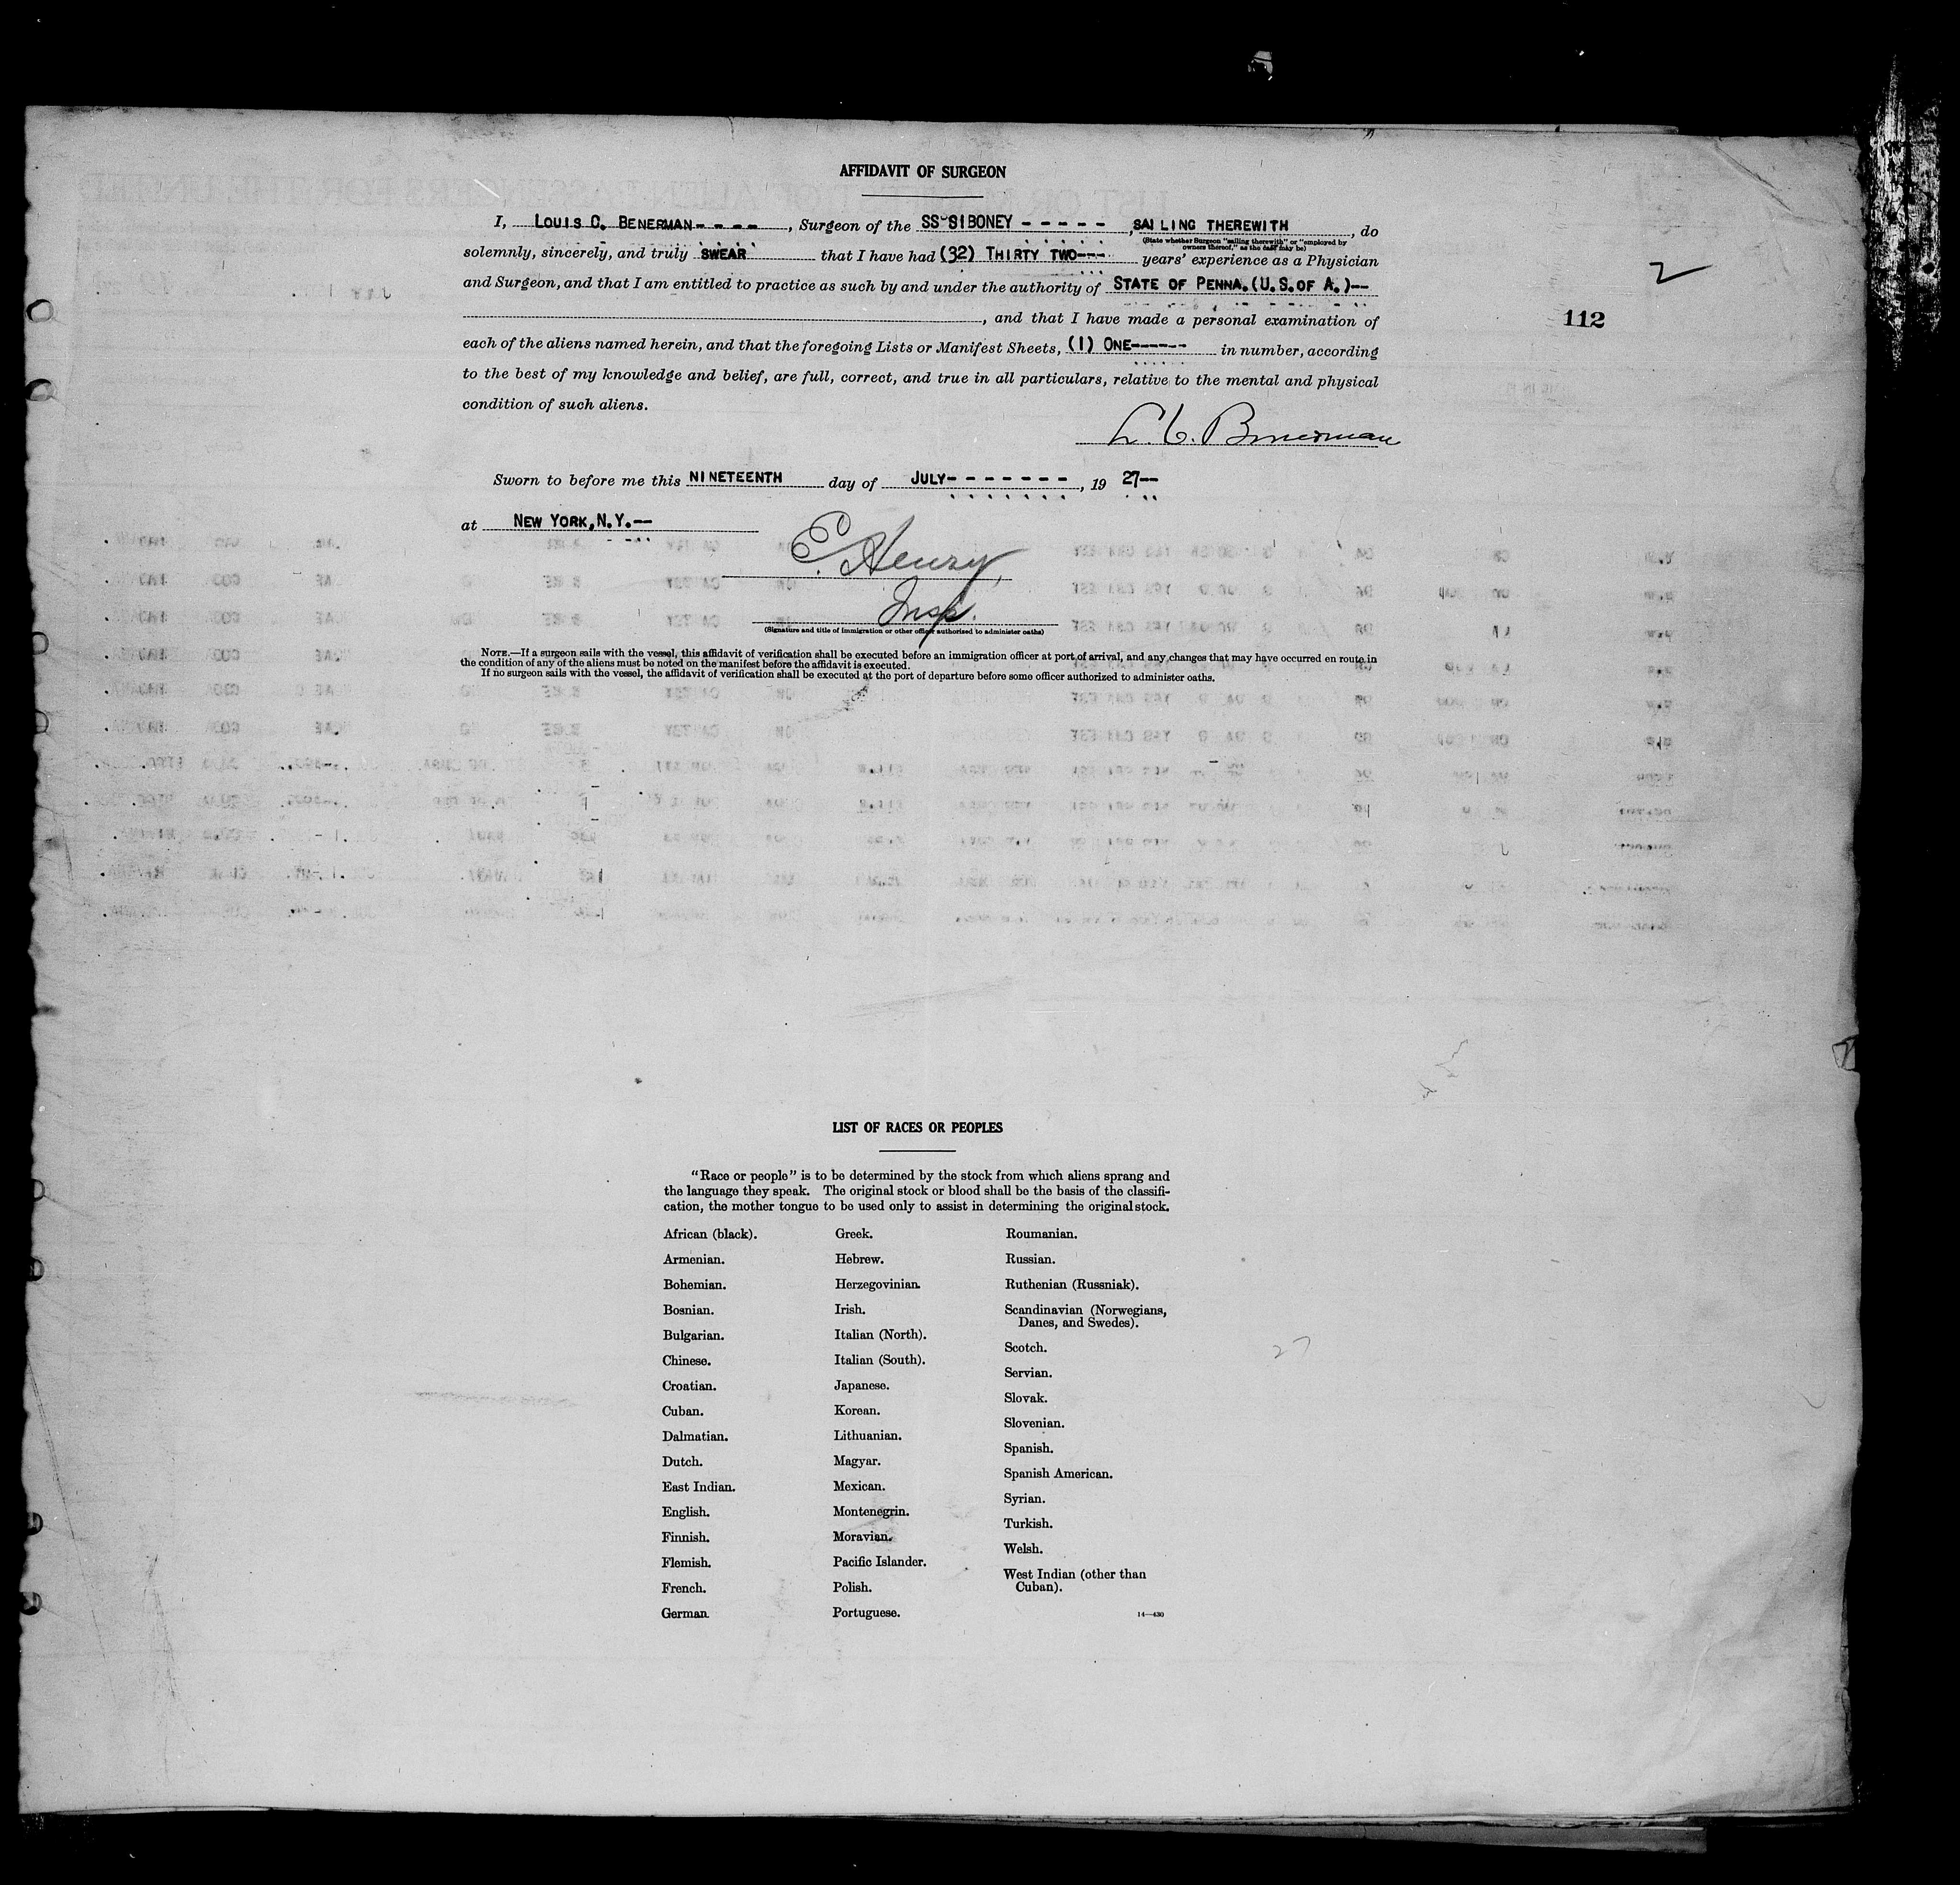 AFFIDAVIT OF SURGEON
I, LOUIS C. BENERMAN----, Surgeon of the SS"SIBONEY -----, SAILING THEREWITH, do
(State whether Surgeon "sailing therewith" or "employed by owners thereof," as the case may be)
solemnly, sincerely, and truly SWEAR that I have had (32) THIRTY TWO--- years' experience as a Physician
and Surgeon, and that I am entitled to practice as such by and under the authority of STATE OF PENNA.(U.S.OF A.)--
, and that I have made a personal examination of
2
112
each of the aliens named herein, and that the foregoing Lists or Manifest Sheets, (1) ONE------ in number, according
to the best of my knowledge and belief, are full, correct, and true in all particulars, relative to the mental and physical
condition of such aliens.
L. C. Benerman
Sworn to before me this NINETEENTH day of JULY-------, 19 27--
at NEW YORK,N.Y.--
E. Henry
Insp.
(Signature and title of immigration or other officer authorized to administer oaths)
NOTE.—If a surgeon sails with the vessel, this affidavit of verification shall be executed before an immigration officer at port of arrival, and any changes that may have occurred en route in
the condition of any of the aliens must be noted on the manifest before the affidavit is executed.
If no surgeon sails with the vessel, the affidavit of verification shall be executed at the port of departure before some officer authorized to administer oaths.
LIST OF RACES OR PEOPLES
"Race or people" is to be determined by the stock from which aliens sprang and
the language they speak. The original stock or blood shall be the basis of the classifi-
cation, the mother tongue to be used only to assist in determining the original stock.
African (black).
Armenian.
Bohemian.
Bosnian.
Bulgarian.
Chinese.
Croatian.
Cuban.
Dalmatian.
Dutch.
East Indian.
English.
Finnish.
Flemish.
French.
German
Greek.
Hebrew.
Herzegovinian.
Irish.
Italian (North).
Italian (South).
Japanese.
Korean.
Lithuanian.
Magyar.
Mexican.
Montenegrin.
Moravian.
Pacific Islander.
Polish.
Portuguese.
Roumanian.
Russian.
Ruthenian (Russniak).
Scandinavian (Norwegians,
Danes, and Swedes).
Scotch.
Servian.
Slovak.
Slovenian.
Spanish.
Spanish American.
Syrian.
Turkish.
Welsh.
West Indian (other than
Cuban).
14—430
27